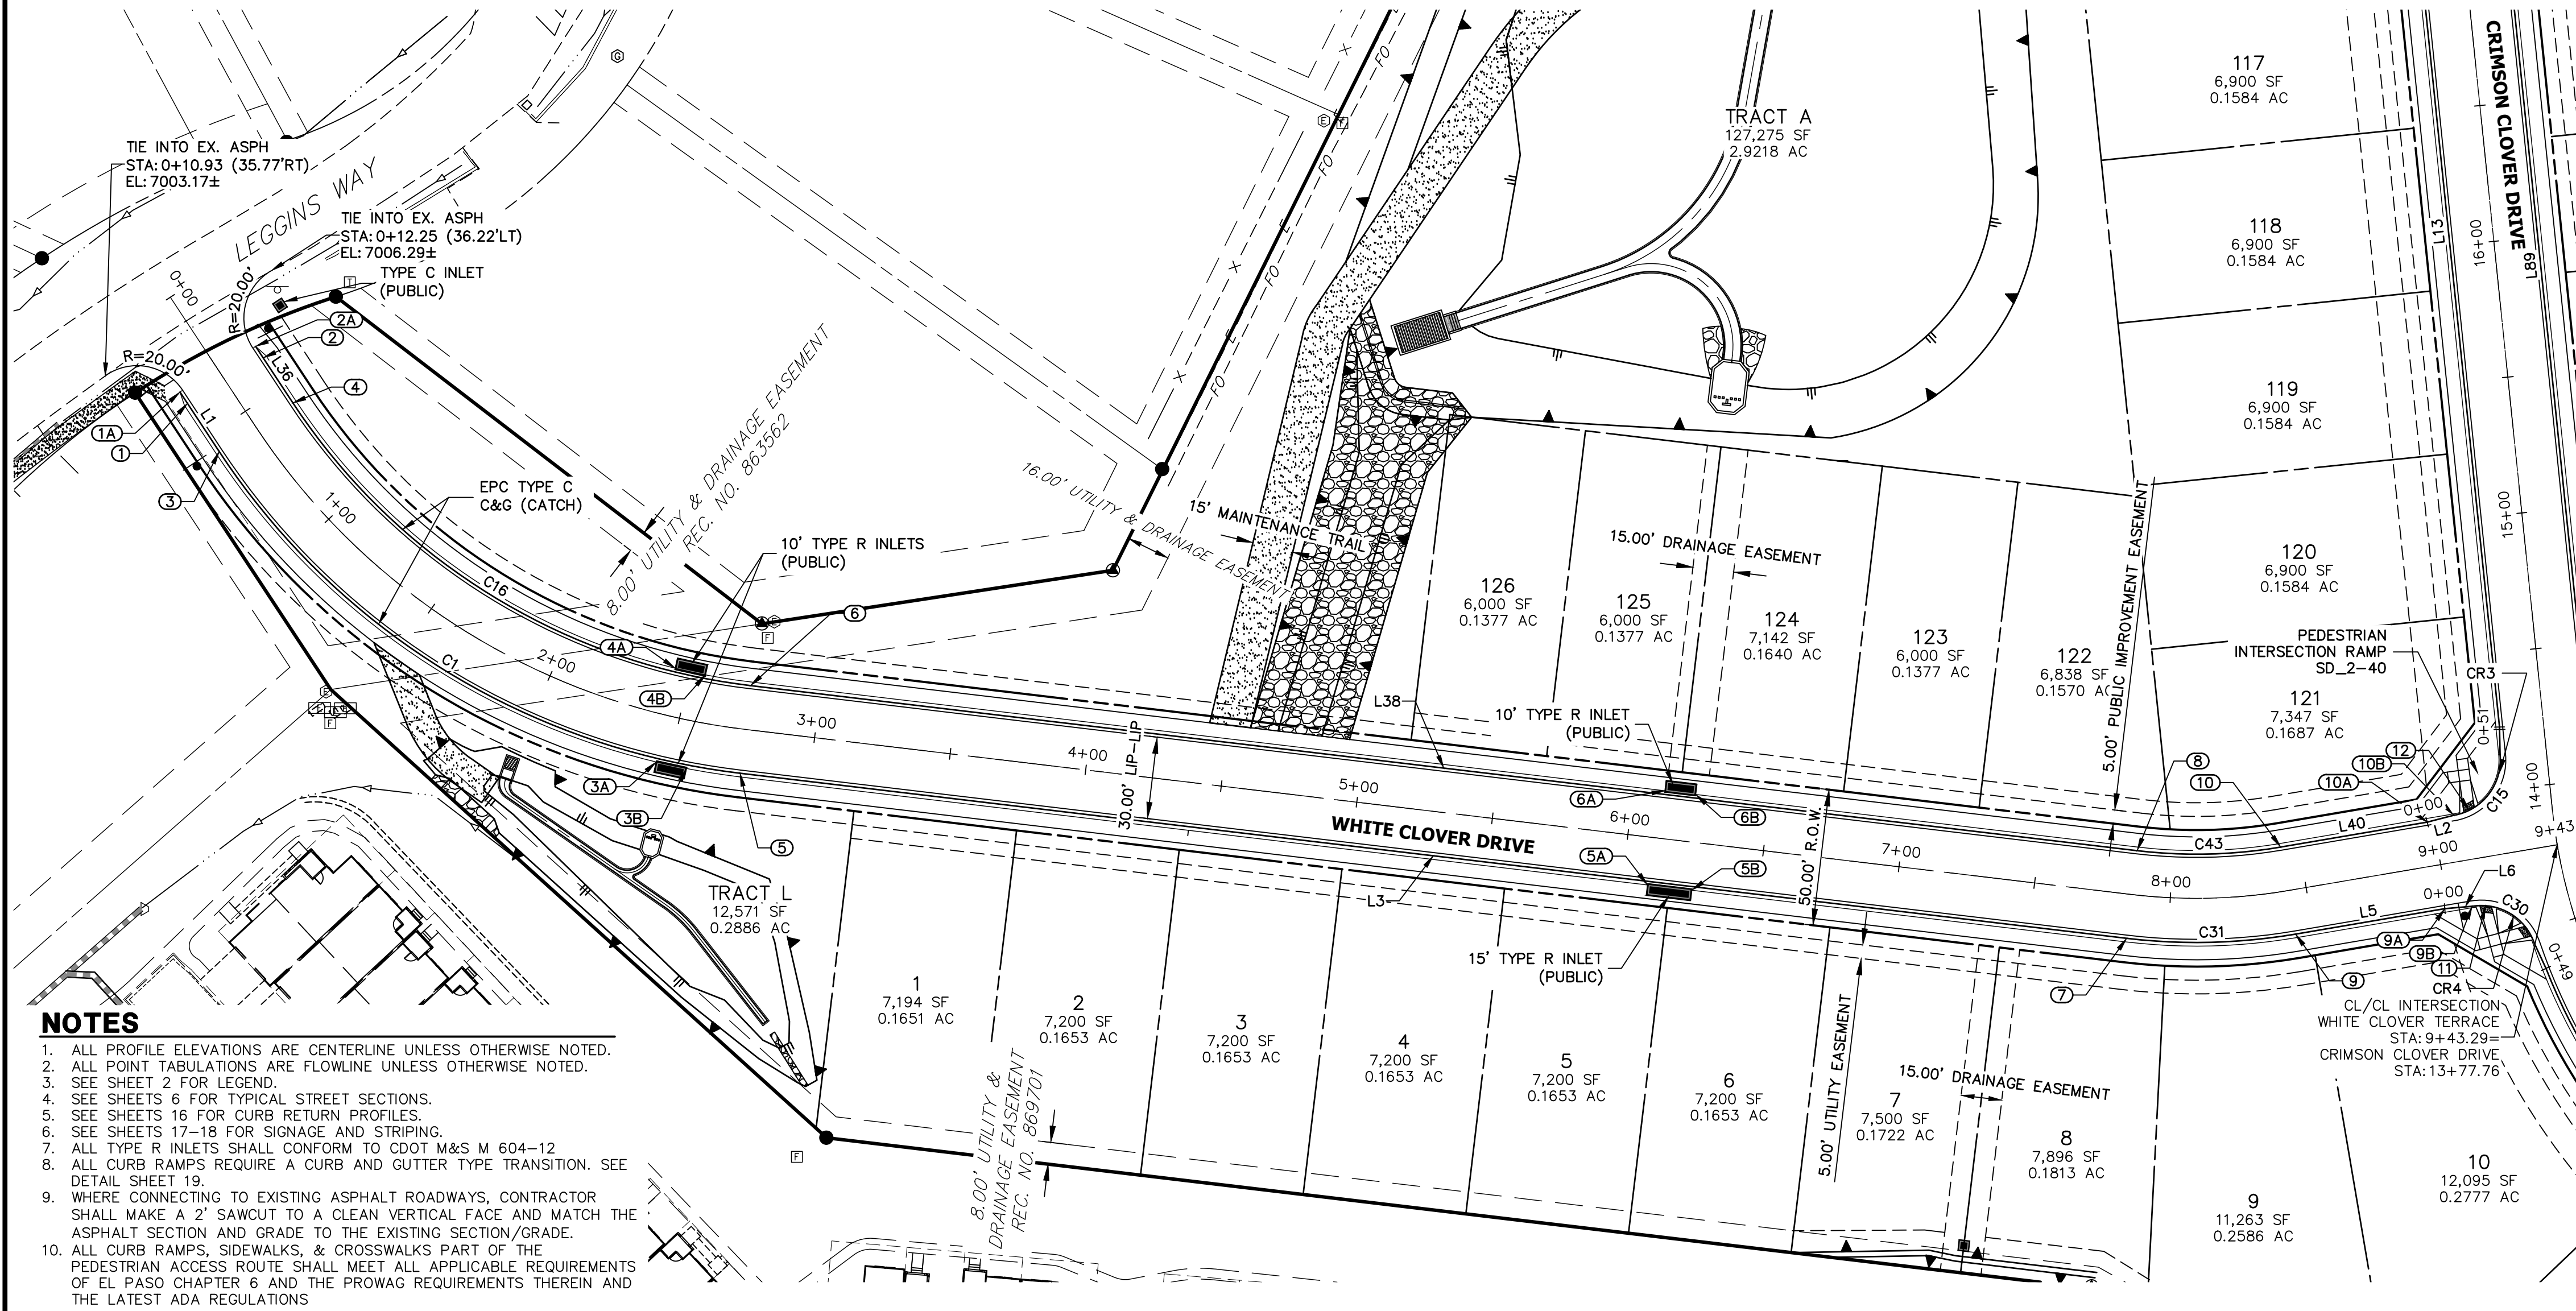 TIE INTO EX. ASPH
STA: 0+10.93 (35.77'RT)
EL: 7003.17±
LEGGINS WAY
TIE INTO EX. ASPH
STA: 0+12.25 (36.22'LT)
EL: 7006.29±
TYPE C INLET
(PUBLIC)
0+00
R=20.00'
R=20.00'
2A
2
L36
4
L1
1A
1
3
1+00
EPC TYPE C
C&G (CATCH)
8.00' UTILITY & DRAINAGE EASEMENT
REC. NO. 863562
16.00' UTILITY & DRAINAGE EASEMENT
10' TYPE R INLETS
(PUBLIC)
C16
C1
2+00
4A
4B
6
3A
3B
5
3+00
4+00
5+00
6+00
7+00
8+00
9+00
30.00' LIP-LIP
WHITE CLOVER DRIVE
15' MAINTENANCE TRAIL
TRACT A
127,275 SF
2.9218 AC
TRACT L
12,571 SF
0.2886 AC
L38
L3
10' TYPE R INLET
(PUBLIC)
6A
6B
5A
5B
15' TYPE R INLET
(PUBLIC)
50.00' R.O.W.
15.00' DRAINAGE EASEMENT
126
6,000 SF
0.1377 AC
125
6,000 SF
0.1377 AC
124
7,142 SF
0.1640 AC
123
6,000 SF
0.1377 AC
122
6,838 SF
0.1570 AC
5.00' PUBLIC IMPROVEMENT EASEMENT
117
6,900 SF
0.1584 AC
118
6,900 SF
0.1584 AC
119
6,900 SF
0.1584 AC
120
6,900 SF
0.1584 AC
121
7,347 SF
0.1687 AC
PEDESTRIAN
INTERSECTION RAMP
SD_2-40
CR3
CRIMSON CLOVER DRIVE
L89
L13
16+00
15+00
14+00
0+51
12
10B
10A
0+00
8
10
C43
L40
L2
C15
9+43
L6
0+00
L5
C30
C31
9A
9B
11
9
7
CR4
0+49
CL/CL INTERSECTION
WHITE CLOVER TERRACE
STA: 9+43.29=
CRIMSON CLOVER DRIVE
STA: 13+77.76
1
7,194 SF
0.1651 AC
2
7,200 SF
0.1653 AC
3
7,200 SF
0.1653 AC
4
7,200 SF
0.1653 AC
5
7,200 SF
0.1653 AC
6
7,200 SF
0.1653 AC
7
7,500 SF
0.1722 AC
8
7,896 SF
0.1813 AC
9
11,263 SF
0.2586 AC
10
12,095 SF
0.2777 AC
5.00' UTILITY EASEMENT
15.00' DRAINAGE EASEMENT
8.00' UTILITY &
DRAINAGE EASEMENT
REC. NO. 869701
X
X
X
FO
FO
FO
FO
FO
E
G
T
F
F
F
E
NOTES
1. ALL PROFILE ELEVATIONS ARE CENTERLINE UNLESS OTHERWISE NOTED.
2. ALL POINT TABULATIONS ARE FLOWLINE UNLESS OTHERWISE NOTED.
3. SEE SHEET 2 FOR LEGEND.
4. SEE SHEETS 6 FOR TYPICAL STREET SECTIONS.
5. SEE SHEETS 16 FOR CURB RETURN PROFILES.
6. SEE SHEETS 17-18 FOR SIGNAGE AND STRIPING.
7. ALL TYPE R INLETS SHALL CONFORM TO CDOT M&S M 604-12
8. ALL CURB RAMPS REQUIRE A CURB AND GUTTER TYPE TRANSITION. SEE
DETAIL SHEET 19.
9. WHERE CONNECTING TO EXISTING ASPHALT ROADWAYS, CONTRACTOR
SHALL MAKE A 2' SAWCUT TO A CLEAN VERTICAL FACE AND MATCH THE
ASPHALT SECTION AND GRADE TO THE EXISTING SECTION/GRADE.
10. ALL CURB RAMPS, SIDEWALKS, & CROSSWALKS PART OF THE
PEDESTRIAN ACCESS ROUTE SHALL MEET ALL APPLICABLE REQUIREMENTS
OF EL PASO CHAPTER 6 AND THE PROWAG REQUIREMENTS THEREIN AND
THE LATEST ADA REGULATIONS